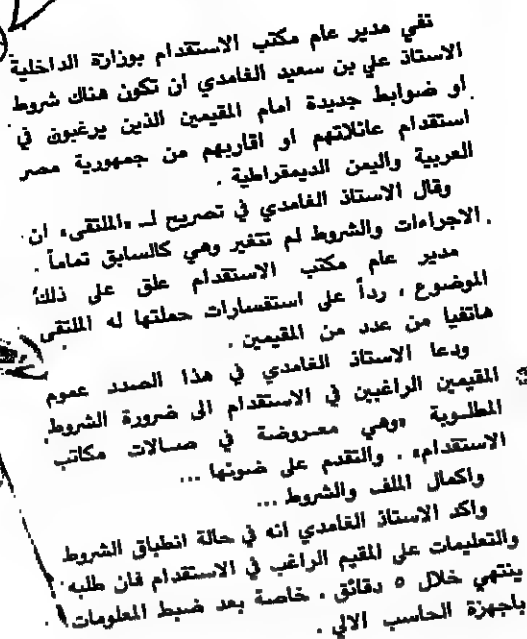 نفي مدير عام مكتب الاستقدام بوزارة الداخلية
الاستاذ علي بن سعيد الغامدي ان تكون هناك شروط
او ضوابط جديدة امام المقيمين الذين يرغبون في
استقدام عائلاتهم او اقاربهم من جمهورية مصر
العربية واليمن الديمقراطية .
وقال الاستاذ الغامدي في تصريح لـ «الملتقى» ان
الاجراءات والشروط لم تتغير وهي كالسابق تماماً .
مدير عام مكتب الاستقدام علق على ذلك
الموضوع ، رداً على استفسارات حملتها له الملتقى
هاتفيا من عدد من المقيمين .
ودعا الاستاذ الغامدي في هذا الصدد عموم
المقيمين الراغبين في الاستقدام الى ضرورة الشروط
المطلـوبة «وهي معـروضة في صـالات مكاتب
الاستقدام» . والتقدم على ضوئها ...
واكمال الملف والشروط ...
واكد الاستاذ الغامدي انه في حالة انطباق الشروط
والتعليمات على المقيم الراغب في الاستقدام فان طلبه
ينتهي خلال ٥ دقائق . خاصة بعد ضبط المعلومات
باجهزة الحاسب الالي .